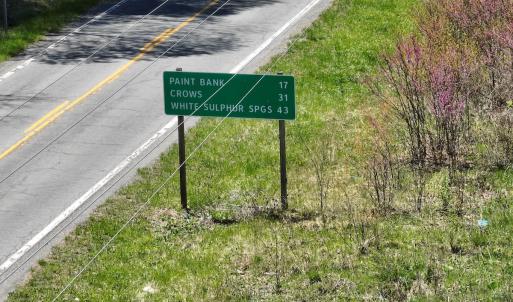 PAINT BANK 17
CROWS 31
WHITE SULPHUR SPGS 43